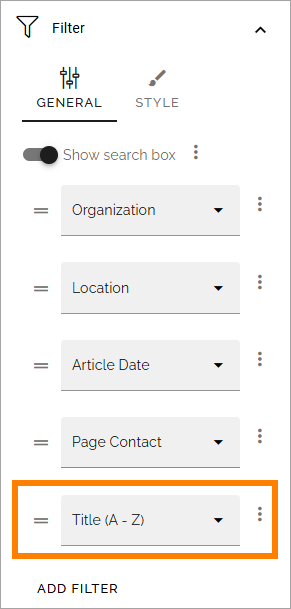 Filter
GENERAL STYLE
Show search box
Organization
Location
Article Date
Page Contact
Title (A - Z)
ADD FILTER